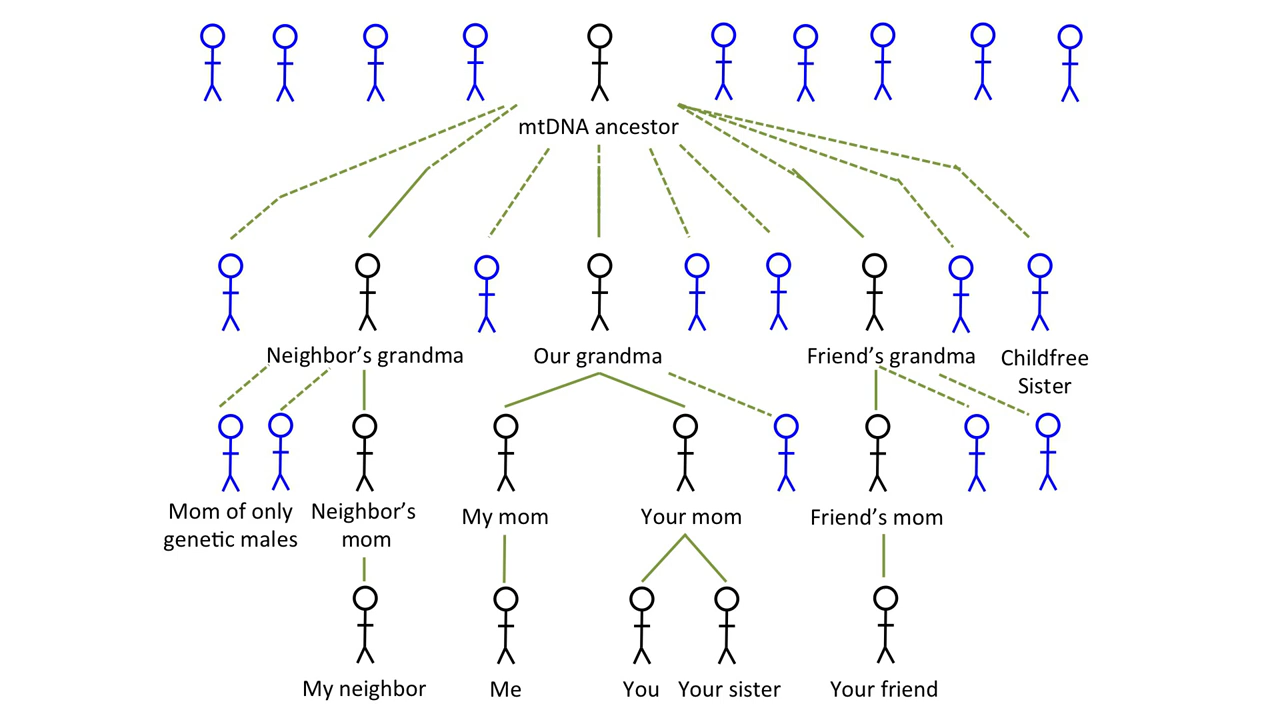 mtDNA ancestor
Neighbor's grandma
Our grandma
Friend's grandma
Childfree
Sister
Mom of only
genetic males
Neighbor's
mom
My mom
Your mom
Friend's mom
My neighbor
Me
You
Your sister
Your friend